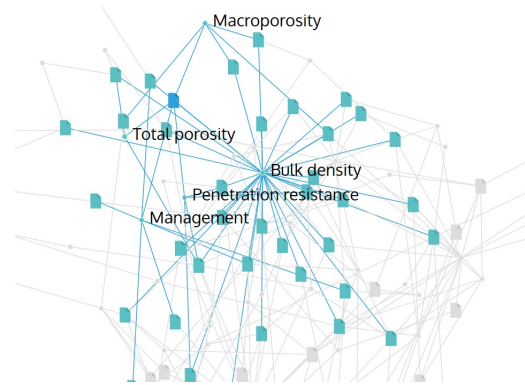 Macroporosity
Total porosity
Bulk density
Penetration resistance
Management